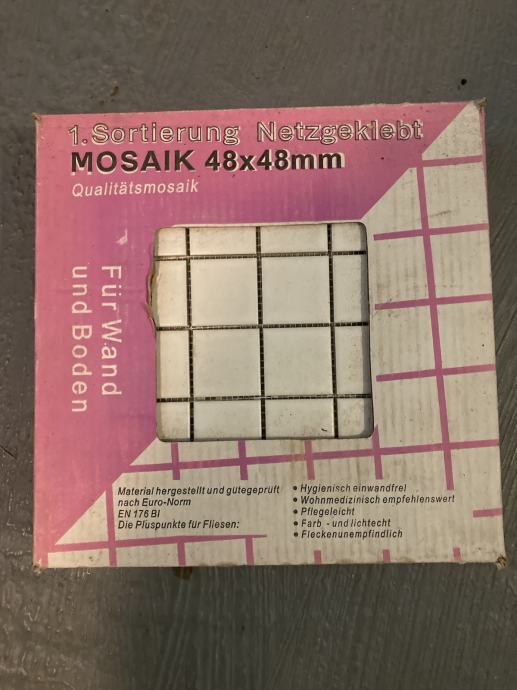 1. Sortierung Netzgeklebt
MOSAIK 48x48mm
Qualitätsmosaik
Für Wand
und Boden
Material hergestellt und gütegeprüft
nach Euro-Norm
EN 176 BI
Die Pluspunkte für Fliesen:
• Hygienisch einwandfrei
• Wohnmedizinisch empfehlenswert
• Pflegeleicht
• Farb - und lichtecht
• Fleckenunempfindlich